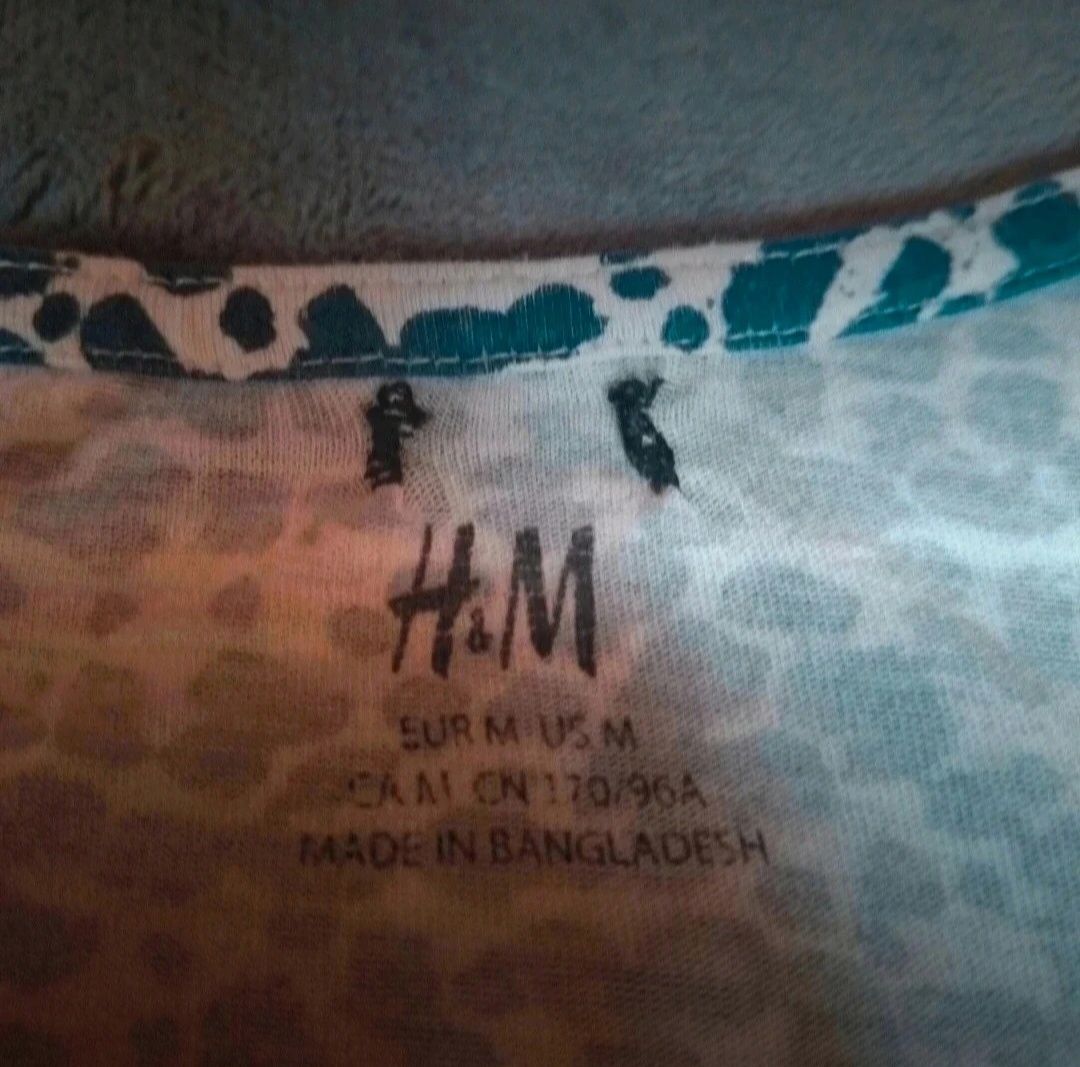 H&M
EUR M US M
CA M CN 170/96A
MADE IN BANGLADESH